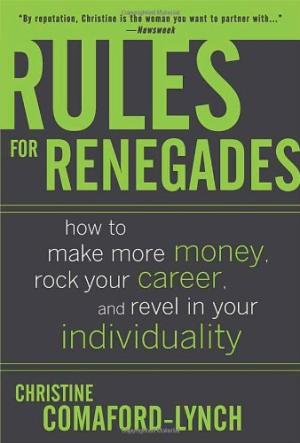 "By reputation, Christine is the woman you want to partner with..."
—Newsweek
RULES
FOR RENEGADES
how to
make more money,
rock your career,
and revel in your
individuality
CHRISTINE
COMAFORD-LYNCH